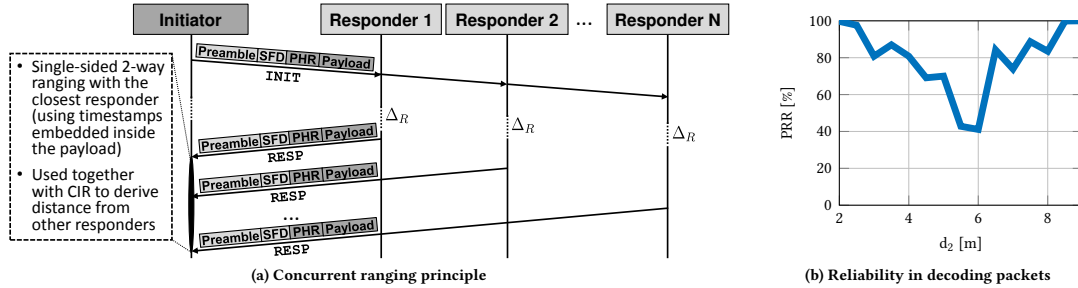 Initiator
Responder 1
Responder 2
...
Responder N
Preamble SFD PHR Payload
INIT
• Single-sided 2-way
ranging with the
closest responder
(using timestamps
embedded inside
the payload)
• Used together
with CIR to derive
distance from
other responders
Δ_R
Δ_R
Δ_R
Preamble SFD PHR Payload
RESP
Preamble SFD PHR Payload
RESP
...
Preamble SFD PHR Payload
RESP
(a) Concurrent ranging principle
PRR [%]
100
80
60
40
20
0
2 4 6 8
d₂ [m]
(b) Reliability in decoding packets